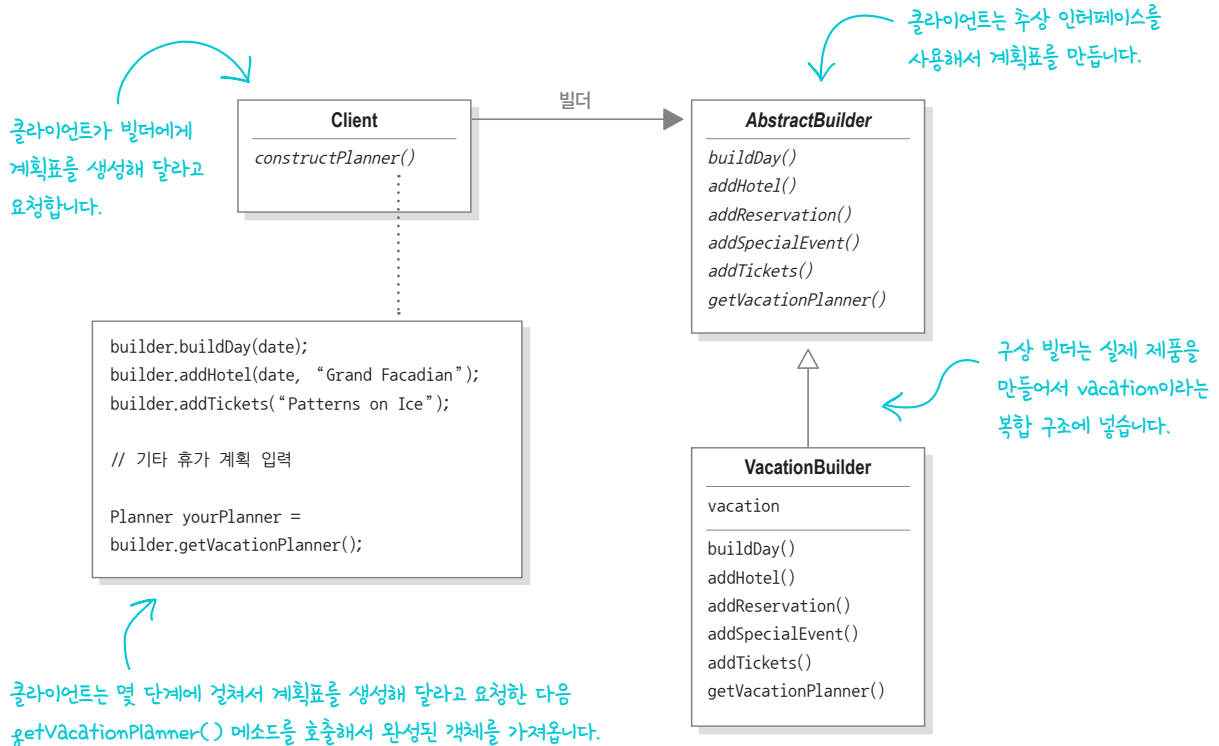 클라이언트는 추상 인터페이스를
사용해서 계획표를 만듭니다.
클라이언트가 빌더에게
계획표를 생성해 달라고
요청합니다.
Client
constructPlanner()
빌더
AbstractBuilder
buildDay()
addHotel()
addReservation()
addSpecialEvent()
addTickets()
getVacationPlanner()
builder.buildDay(date);
builder.addHotel(date, “Grand Facadian”);
builder.addTickets(“Patterns on Ice”);
// 기타 휴가 계획 입력
Planner yourPlanner =
builder.getVacationPlanner();
구상 빌더는 실제 제품을
만들어서 vacation이라는
복합 구조에 넣습니다.
VacationBuilder
vacation
buildDay()
addHotel()
addReservation()
addSpecialEvent()
addTickets()
getVacationPlanner()
클라이언트는 몇 단계에 걸쳐서 계획표를 생성해 달라고 요청한 다음
getVacationPlanner() 메소드를 호출해서 완성된 객체를 가져옵니다.